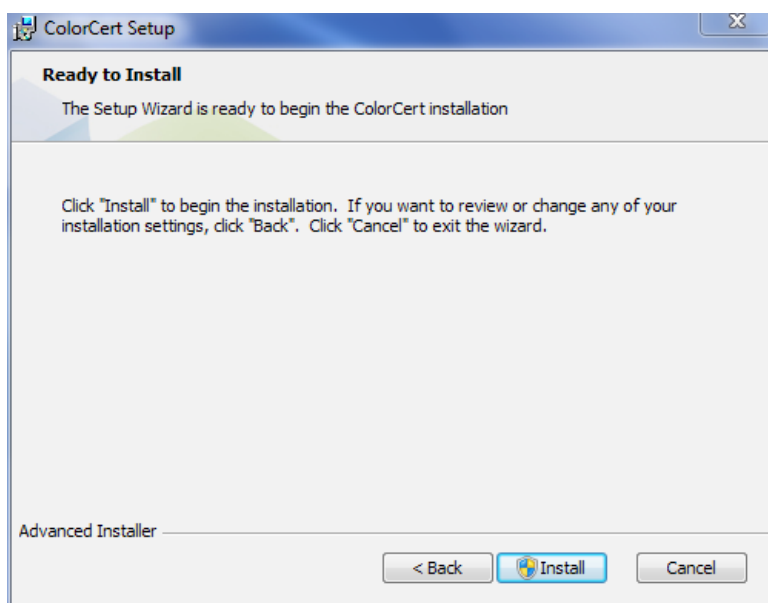 ColorCert Setup
Ready to Install
The Setup Wizard is ready to begin the ColorCert installation
Click "Install" to begin the installation.  If you want to review or change any of your
installation settings, click "Back".  Click "Cancel" to exit the wizard.
Advanced Installer
< Back Install Cancel